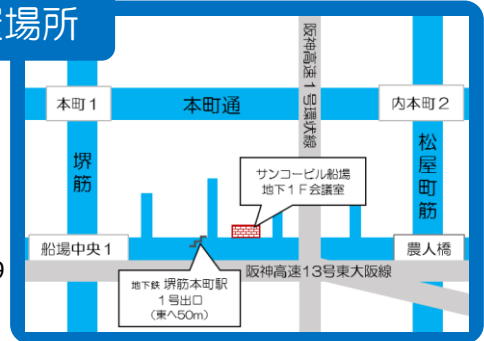 場所
阪神高速1号環状線
本町1
本町通
内本町2
堺筋
松屋町筋
サンコービル船場
地下1F会議室
船場中央1
農人橋
9
阪神高速13号東大阪線
地下鉄 堺筋本町駅
1号出口
(東へ50m)